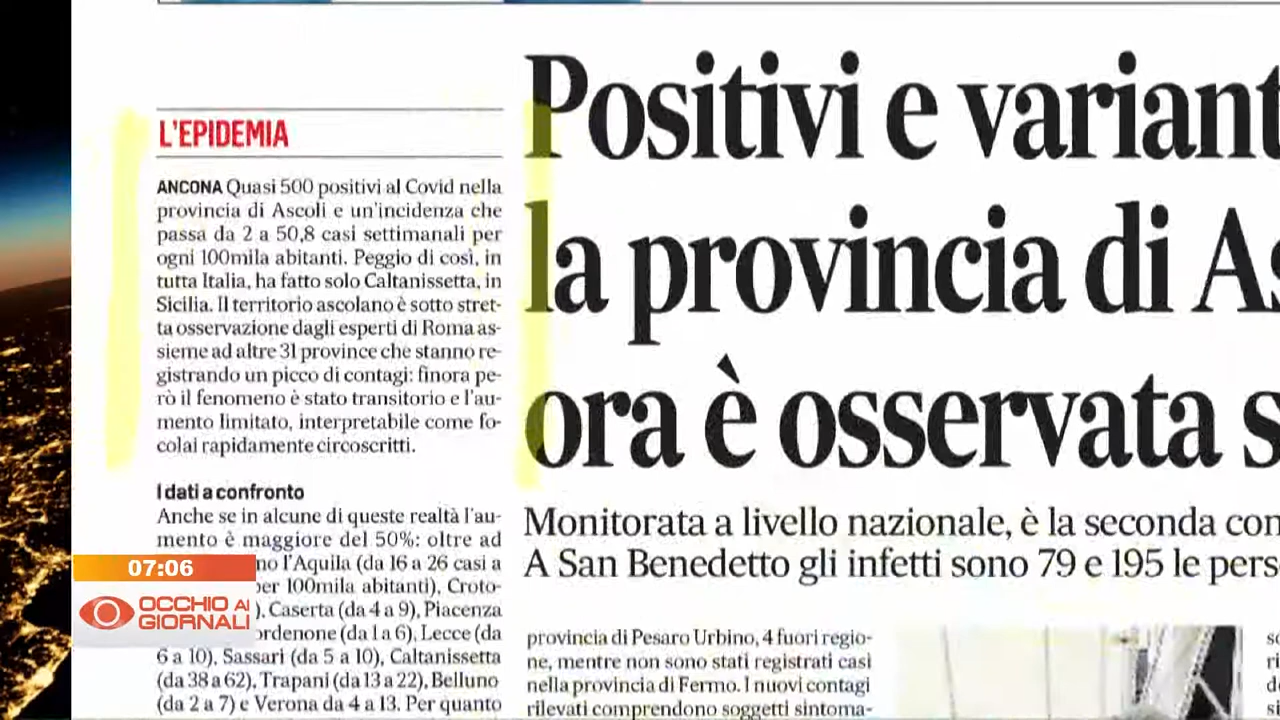 L'EPIDEMIA
ANCONA Quasi 500 positivi al Covid nella
provincia di Ascoli e un'incidenza che
passa da 2 a 50,8 casi settimanali per
ogni 100mila abitanti. Peggio di così, in
tutta Italia, ha fatto solo Caltanissetta, in
Sicilia. Il territorio ascolano è sotto stret-
ta osservazione dagli esperti di Roma as-
sieme ad altre 31 province che stanno re-
gistrando un picco di contagi: finora pe-
rò il fenomeno è stato transitorio e l'au-
mento limitato, interpretabile come fo-
colai rapidamente circoscritti.
I dati a confronto
Anche se in alcune di queste realtà l'au-
mento è maggiore del 50%: oltre ad
no l'Aquila (da 16 a 26 casi a
per 100mila abitanti), Croto-
), Caserta (da 4 a 9), Piacenza
ordenone (da 1 a 6), Lecce (da
6 a 10), Sassari (da 5 a 10), Caltanissetta
(da 38 a 62), Trapani (da 13 a 22), Belluno
(da 2 a 7) e Verona da 4 a 13. Per quanto
Positivi e variant
la provincia di As
ora è osservata s
Monitorata a livello nazionale, è la seconda con
A San Benedetto gli infetti sono 79 e 195 le pers
provincia di Pesaro Urbino, 4 fuori regio-
ne, mentre non sono stati registrati casi
nella provincia di Fermo. I nuovi contagi
rilevati comprendono soggetti sintoma-
07:06
OCCHIO AI
GIORNALI